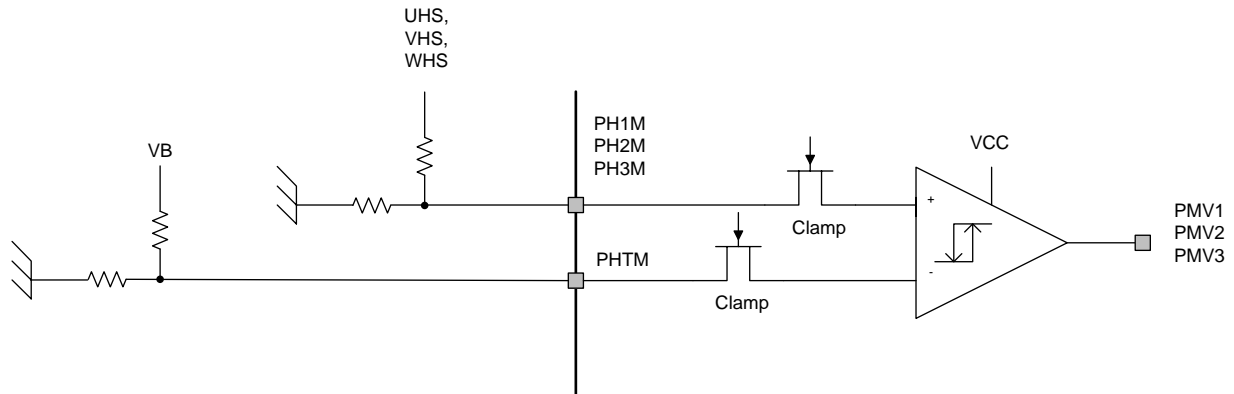 UHS,
VHS,
WHS
VB
PH1M
PH2M
PH3M
VCC
+
Clamp
PMV1
PMV2
PMV3
PHTM
-
Clamp